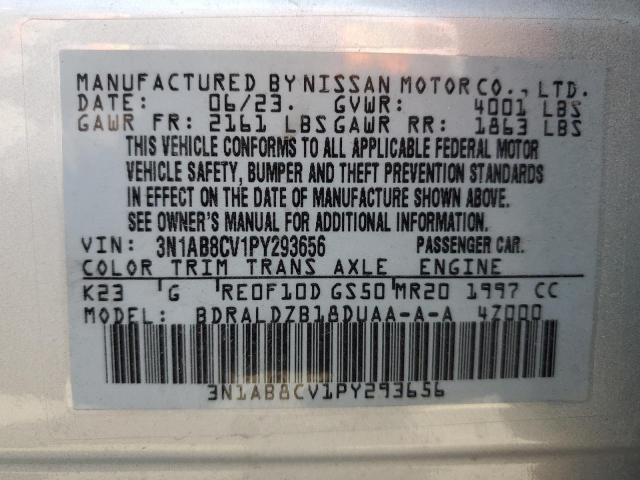 MANUFACTURED BY NISSAN MOTOR CO., LTD.
DATE: 06/23. GVWR: 4001 LBS
GAWR FR: 2161 LBS GAWR RR: 1863 LBS
THIS VEHICLE CONFORMS TO ALL APPLICABLE FEDERAL MOTOR
VEHICLE SAFETY, BUMPER AND THEFT PREVENTION STANDARDS
IN EFFECT ON THE DATE OF MANUFACTURE SHOWN ABOVE.
SEE OWNER'S MANUAL FOR ADDITIONAL INFORMATION.
VIN: 3N1AB8CV1PY293656 PASSENGER CAR.
COLOR TRIM TRANS AXLE ENGINE
K23 G RE0F10D GS50 MR20 1997 CC
MODEL: BDRALDZB18DUAA-A-A 4Z000
3N1AB8CV1PY293656